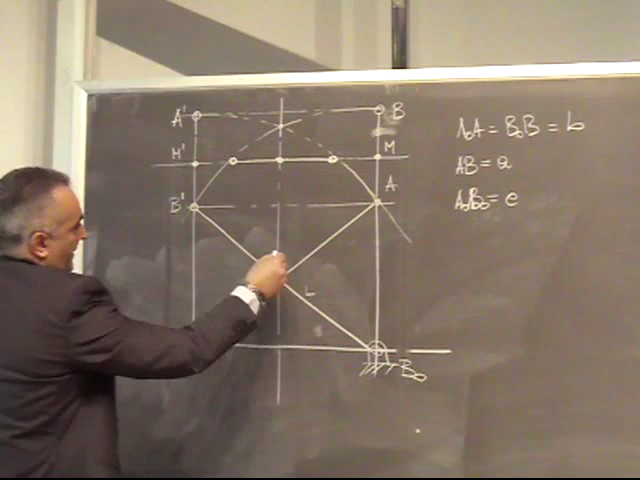 A' B
M' M
B' A
L
B₀
A₀A = B₀B = b
AB = a
A₀B₀ = e